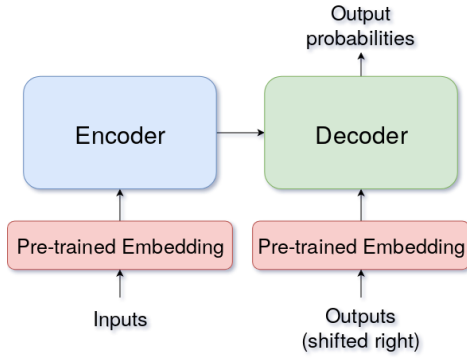 Output
probabilities
Encoder
Decoder
Pre-trained Embedding
Pre-trained Embedding
Inputs
Outputs
(shifted right)